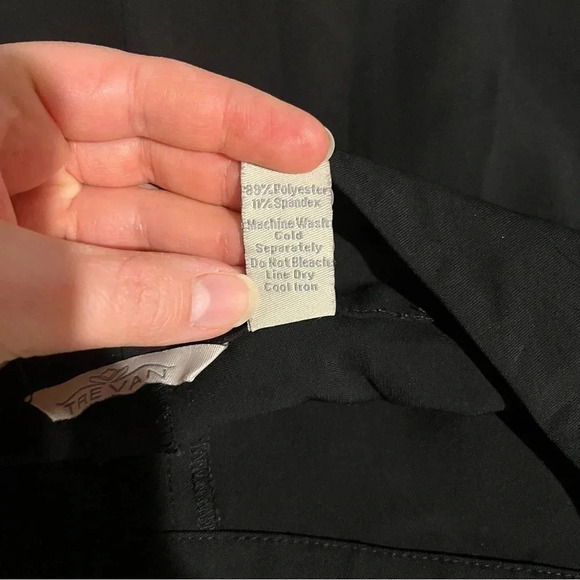 89% Polyester
11% Spandex
Machine Wash
Cold
Separately
Do Not Bleach
Line Dry
Cool Iron
TRE VAN